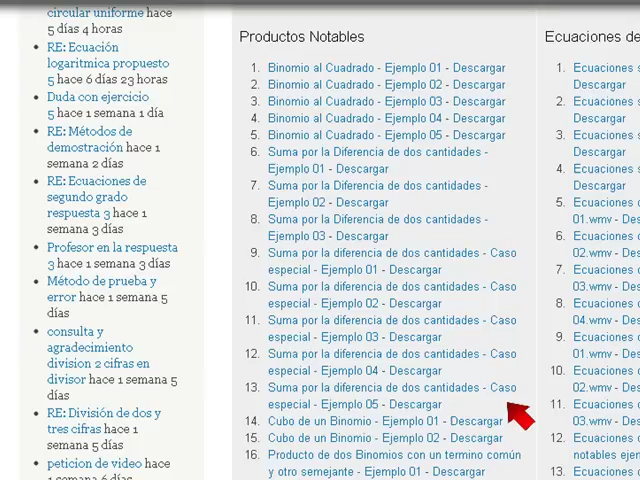 circular uniforme hace
5 días 4 horas
RE: Ecuación
logaritmica propuesto
5 hace 6 días 23 horas
Duda con ejercicio
5 hace 1 semana 1 día
RE: Métodos de
demostración hace 1
semana 2 días
RE: Ecuaciones de
segundo grado
respuesta 3 hace 1
semana 3 días
Profesor en la respuesta
3 hace 1 semana 3 días
Método de prueba y
error hace 1 semana 5
días
consulta y
agradecimiento
division 2 cifras en
divisor hace 1 semana 5
días
RE: División de dos y
tres cifras hace 1
semana 5 días
peticion de video hace 1
semana 6 días
Productos Notables
1. Binomio al Cuadrado - Ejemplo 01 - Descargar
2. Binomio al Cuadrado - Ejemplo 02 - Descargar
3. Binomio al Cuadrado - Ejemplo 03 - Descargar
4. Binomio al Cuadrado - Ejemplo 04 - Descargar
5. Binomio al Cuadrado - Ejemplo 05 - Descargar
6. Suma por la Diferencia de dos cantidades -
Ejemplo 01 - Descargar
7. Suma por la Diferencia de dos cantidades -
Ejemplo 02 - Descargar
8. Suma por la Diferencia de dos cantidades -
Ejemplo 03 - Descargar
9. Suma por la diferencia de dos cantidades - Caso
especial - Ejemplo 01 - Descargar
10. Suma por la diferencia de dos cantidades - Caso
especial - Ejemplo 02 - Descargar
11. Suma por la diferencia de dos cantidades - Caso
especial - Ejemplo 03 - Descargar
12. Suma por la diferencia de dos cantidades - Caso
especial - Ejemplo 04 - Descargar
13. Suma por la diferencia de dos cantidades - Caso
especial - Ejemplo 05 - Descargar
14. Cubo de un Binomio - Ejemplo 01 - Descargar
15. Cubo de un Binomio - Ejemplo 02 - Descargar
16. Producto de dos Binomios con un termino común
y otro semejante - Ejemplo 01 - Descargar
Ecuaciones de
1. Ecuaciones
Descargar
2. Ecuaciones
Descargar
3. Ecuaciones
Descargar
4. Ecuaciones
Descargar
5. Ecuaciones
01.wmv -
6. Ecuaciones
02.wmv -
7. Ecuaciones
03.wmv -
8. Ecuaciones
04.wmv -
9. Ecuaciones
01.wmv -
10. Ecuaciones
02.wmv -
11. Ecuaciones
03.wmv -
12. Ecuaciones
notables
13. Ecuaciones